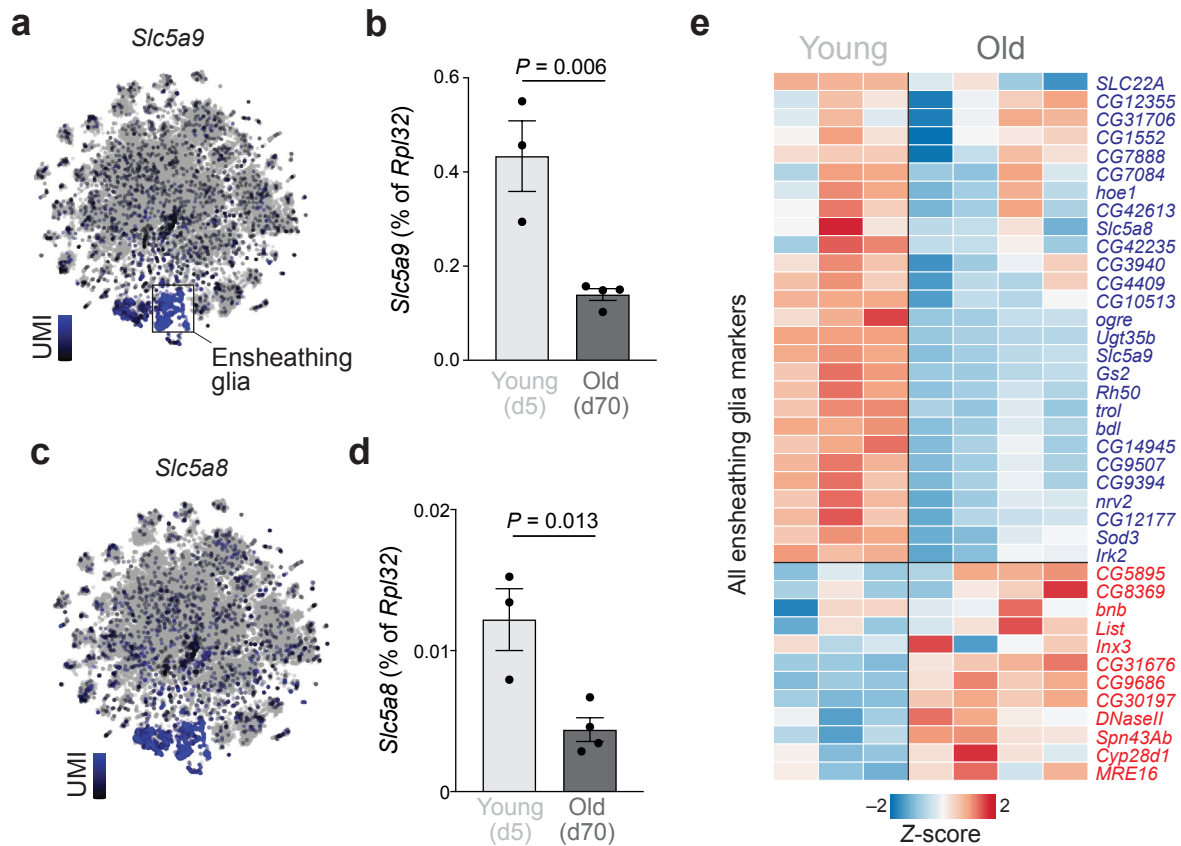 a
Slc5a9
UMI
Ensheathing
glia
b
P = 0.006
Slc5a9 (% of Rpl32)
0.6
0.4
0.2
0.0
Young
(d5)
Old
(d70)
c
Slc5a8
UMI
d
P = 0.013
Slc5a8 (% of Rpl32)
0.02
0.01
0
Young
(d5)
Old
(d70)
e
Young
Old
All ensheathing glia markers
SLC22A
CG12355
CG31706
CG1552
CG7888
CG7084
hoe1
CG42613
Slc5a8
CG42235
CG3940
CG4409
CG10513
ogre
Ugt35b
Slc5a9
Gs2
Rh50
trol
bdl
CG14945
CG9507
CG9394
nrv2
CG12177
Sod3
Irk2
CG5895
CG8369
bnb
List
Inx3
CG31676
CG9686
CG30197
DNaseII
Spn43Ab
Cyp28d1
MRE16
–2
2
Z-score